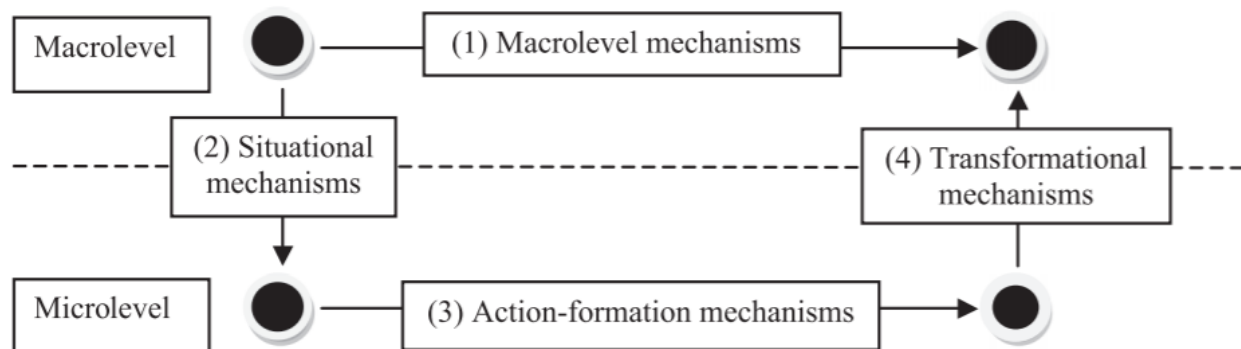 Macrolevel
(1) Macrolevel mechanisms
(2) Situational
mechanisms
(4) Transformational
mechanisms
Microlevel
(3) Action-formation mechanisms